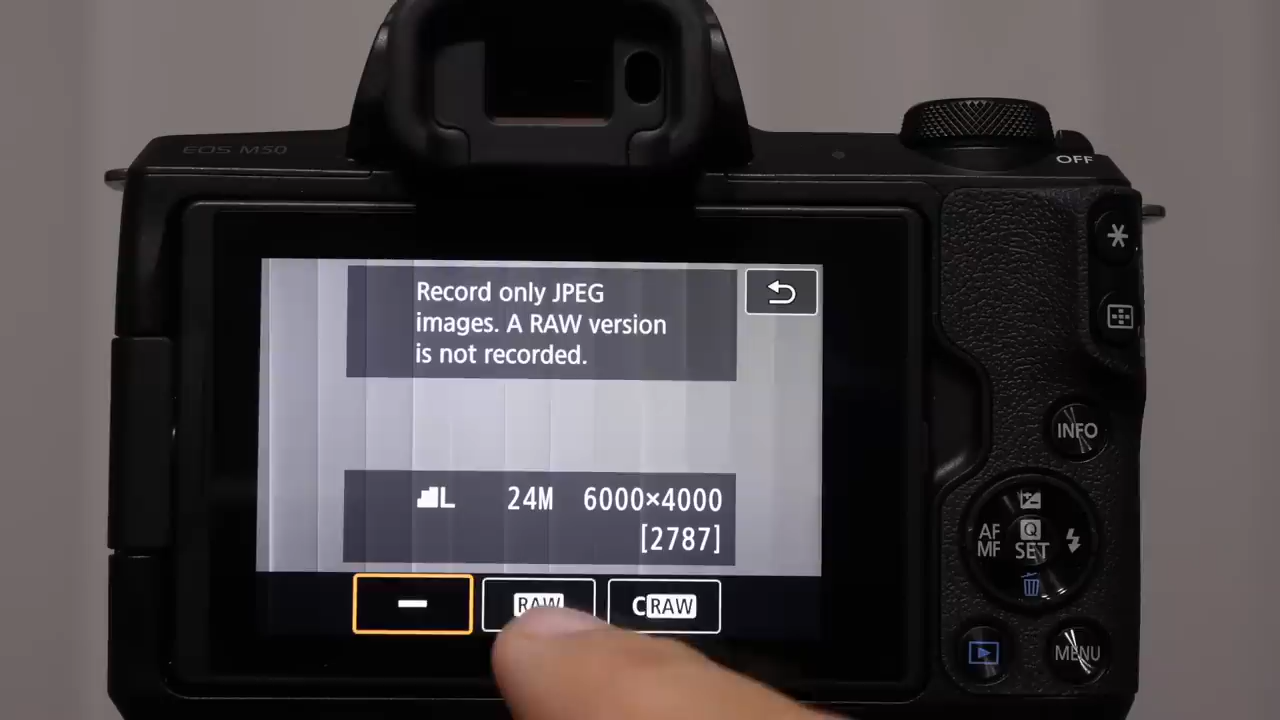 EOS M50
OFF
Record only JPEG
images. A RAW version
is not recorded.
L 24M 6000×4000
[2787]
RAW CRAW
INFO
AF
MF
Q
SET
MENU